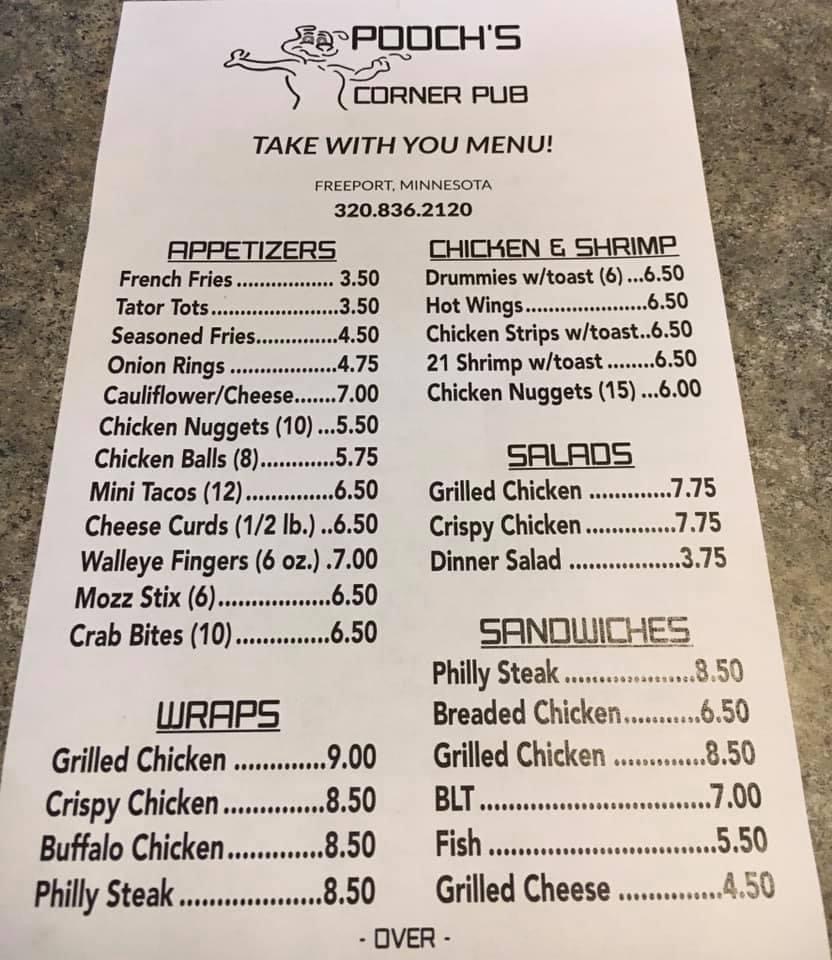 POOCH'S
CORNER PUB
TAKE WITH YOU MENU!
FREEPORT, MINNESOTA
320.836.2120
APPETIZERS
French Fries ................. 3.50
Tator Tots......................3.50
Seasoned Fries..............4.50
Onion Rings ..................4.75
Cauliflower/Cheese.......7.00
Chicken Nuggets (10) ...5.50
Chicken Balls (8)............5.75
Mini Tacos (12)..............6.50
Cheese Curds (1/2 lb.) ..6.50
Walleye Fingers (6 oz.) .7.00
Mozz Stix (6)..................6.50
Crab Bites (10)...............6.50
WRAPS
Grilled Chicken .............9.00
Crispy Chicken..............8.50
Buffalo Chicken.............8.50
Philly Steak ....................8.50
CHICKEN & SHRIMP
Drummies w/toast (6) ...6.50
Hot Wings......................6.50
Chicken Strips w/toast..6.50
21 Shrimp w/toast ........6.50
Chicken Nuggets (15) ...6.00
SALADS
Grilled Chicken .............7.75
Crispy Chicken..............7.75
Dinner Salad .................3.75
SANDWICHES
Philly Steak ....................8.50
Breaded Chicken...........6.50
Grilled Chicken .............8.50
BLT ................................7.00
Fish ................................5.50
Grilled Cheese ..............4.50
- OVER -